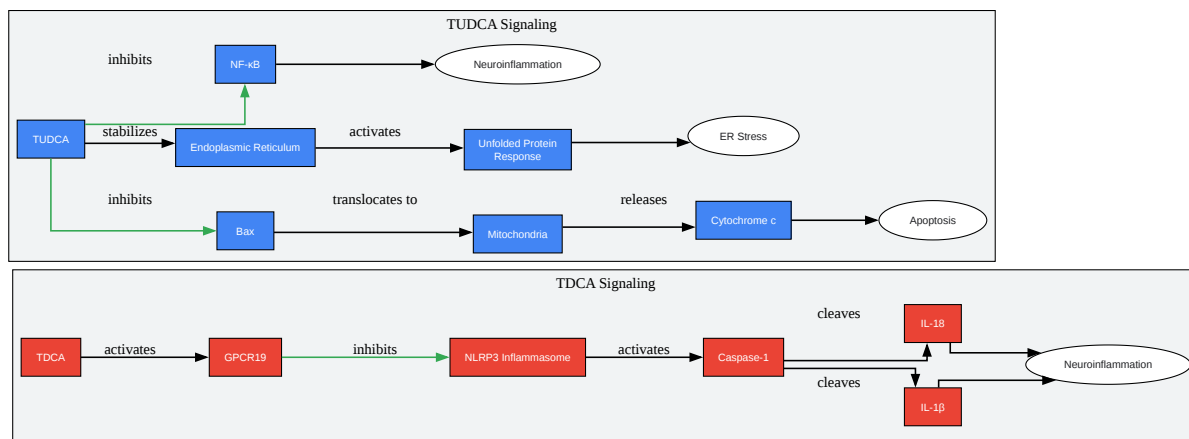 TUDCA Signaling
inhibits
NF-κB
Neuroinflammation
TUDCA
stabilizes
Endoplasmic Reticulum
activates
Unfolded Protein
Response
ER Stress
inhibits
Bax
translocates to
Mitochondria
releases
Cytochrome c
Apoptosis
TDCA Signaling
TDCA
activates
GPCR19
inhibits
NLRP3 Inflammasome
activates
Caspase-1
cleaves
IL-18
cleaves
IL-1β
Neuroinflammation